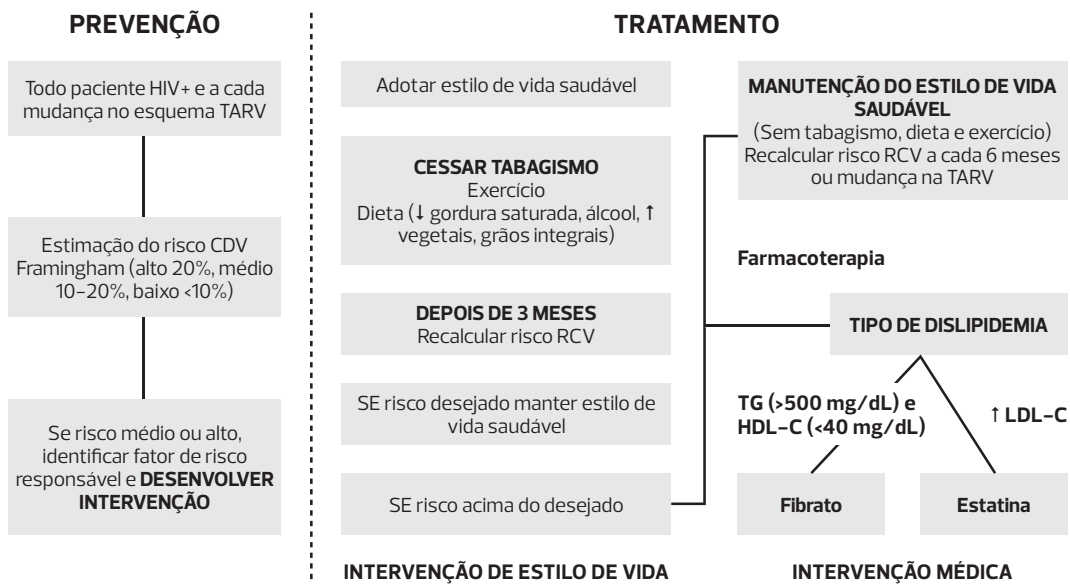 PREVENÇÃO
Todo paciente HIV+ e a cada
mudança no esquema TARV
Estimação do risco CDV
Framingham (alto 20%, médio
10–20%, baixo <10%)
Se risco médio ou alto,
identificar fator de risco
responsável e DESENVOLVER
INTERVENÇÃO
TRATAMENTO
Adotar estilo de vida saudável
CESSAR TABAGISMO
Exercício
Dieta (↓ gordura saturada, álcool, ↑
vegetais, grãos integrais)
DEPOIS DE 3 MESES
Recalcular risco RCV
SE risco desejado manter estilo de
vida saudável
SE risco acima do desejado
INTERVENÇÃO DE ESTILO DE VIDA
MANUTENÇÃO DO ESTILO DE VIDA
SAUDÁVEL
(Sem tabagismo, dieta e exercício)
Recalcular risco RCV a cada 6 meses
ou mudança na TARV
Farmacoterapia
TIPO DE DISLIPIDEMIA
TG (>500 mg/dL) e
HDL–C (<40 mg/dL)
↑ LDL–C
Fibrato
Estatina
INTERVENÇÃO MÉDICA